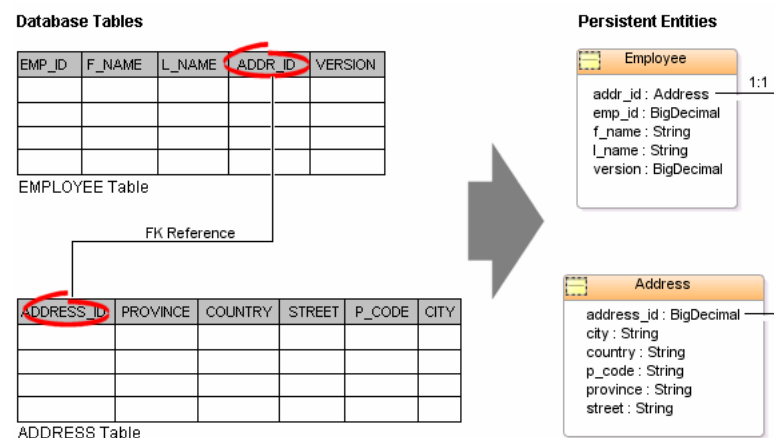 Database Tables
EMP_ID F_NAME L_NAME ADDR_ID VERSION
EMPLOYEE Table
FK Reference
ADDRESS_ID PROVINCE COUNTRY STREET P_CODE CITY
ADDRESS Table
Persistent Entities
Employee
1:1
addr_id : Address
emp_id : BigDecimal
f_name : String
l_name : String
version : BigDecimal
Address
address_id : BigDecimal
city : String
country : String
p_code : String
province : String
street : String